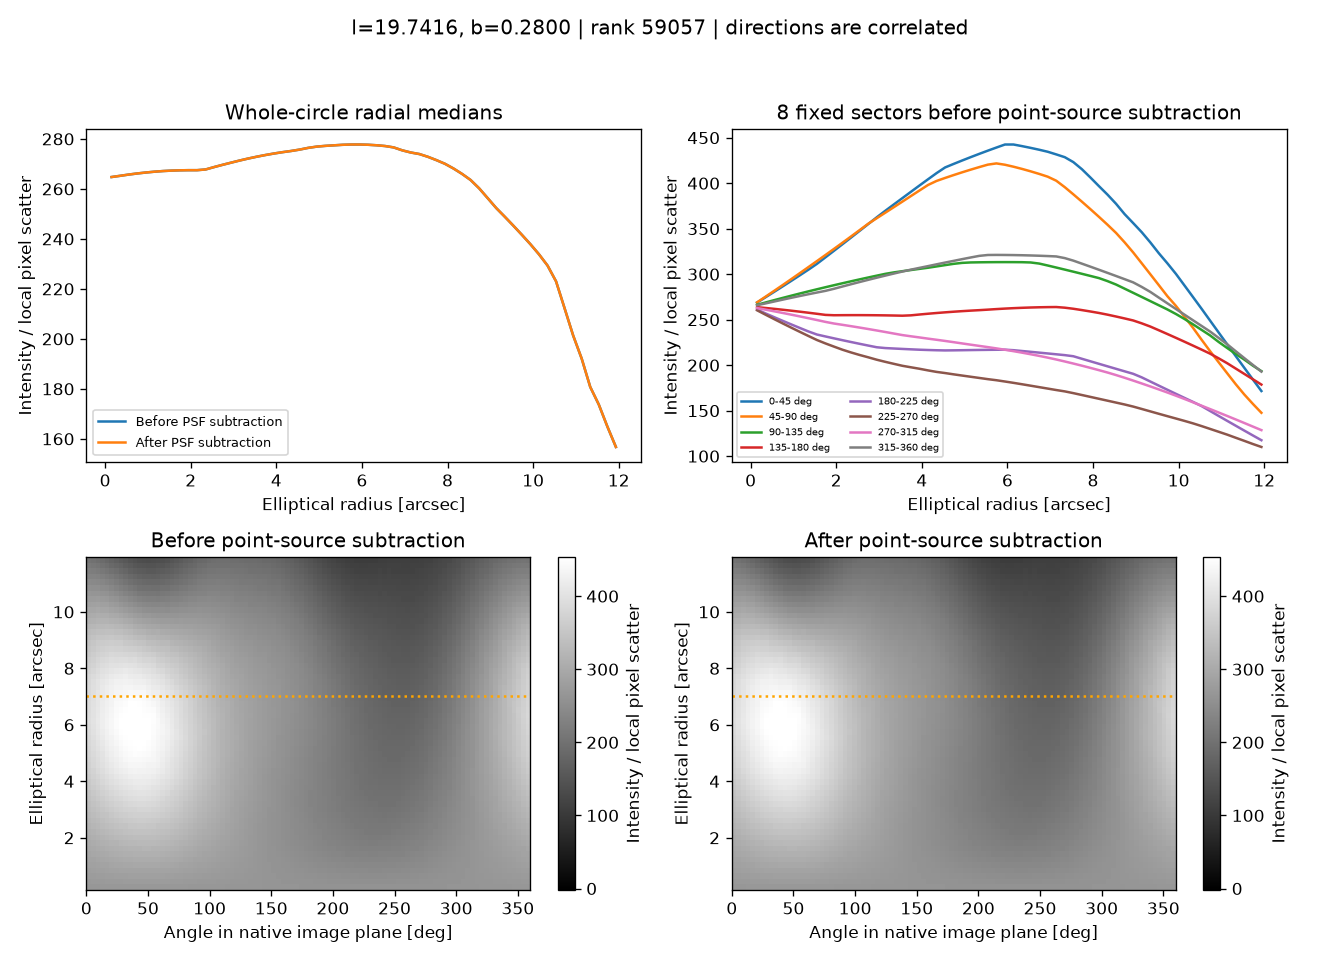 l=19.7416, b=0.2800 | rank 59057 | directions are correlated
Whole-circle radial medians
280
260
240
220
200
180
160
0 2 4 6 8 10 12
Intensity / local pixel scatter
Elliptical radius [arcsec]
Before PSF subtraction
After PSF subtraction
8 fixed sectors before point-source subtraction
450
400
350
300
250
200
150
100
0 2 4 6 8 10 12
Intensity / local pixel scatter
Elliptical radius [arcsec]
0-45 deg
45-90 deg
90-135 deg
135-180 deg
180-225 deg
225-270 deg
270-315 deg
315-360 deg
Before point-source subtraction
10
8
6
4
2
0 50 100 150 200 250 300 350
Elliptical radius [arcsec]
Angle in native image plane [deg]
400
300
200
100
0
Intensity / local pixel scatter
After point-source subtraction
10
8
6
4
2
0 50 100 150 200 250 300 350
Elliptical radius [arcsec]
Angle in native image plane [deg]
400
300
200
100
0
Intensity / local pixel scatter